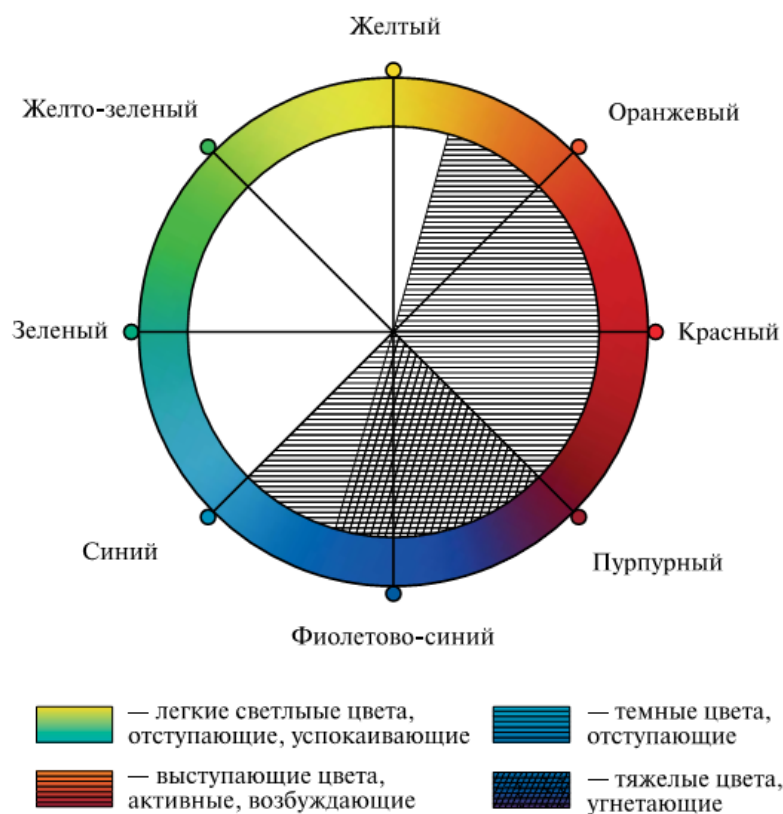 Желтый
Желто-зеленый
Оранжевый
Зеленый
Красный
Синий
Пурпурный
Фиолетово-синий
— легкие светлыые цвета,
отступающие, успокаивающие
— темные цвета,
отступающие
— выступающие цвета,
активные, возбуждающие
— тяжелые цвета,
угнетающие